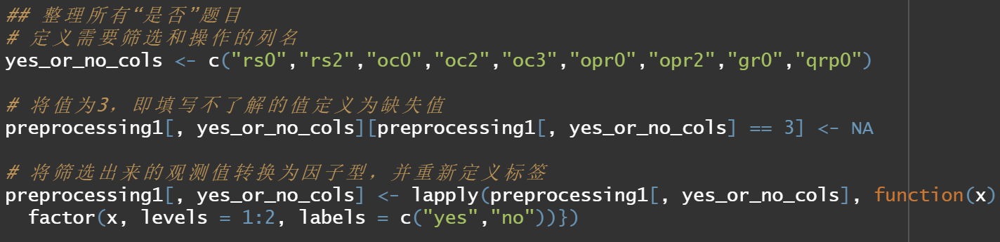 ## 整理所有“是否”题目
# 定义需要筛选和操作的列名
yes_or_no_cols <- c("rs0","rs2","oc0","oc2","oc3","opr0","opr2","gr0","qrp0")
# 将值为3，即填写不了解的值定义为缺失值
preprocessing1[, yes_or_no_cols][preprocessing1[, yes_or_no_cols] == 3] <- NA
# 将筛选出来的观测值转换为因子型，并重新定义标签
preprocessing1[, yes_or_no_cols] <- lapply(preprocessing1[, yes_or_no_cols], function(x)
  factor(x, levels = 1:2, labels = c("yes","no"))})